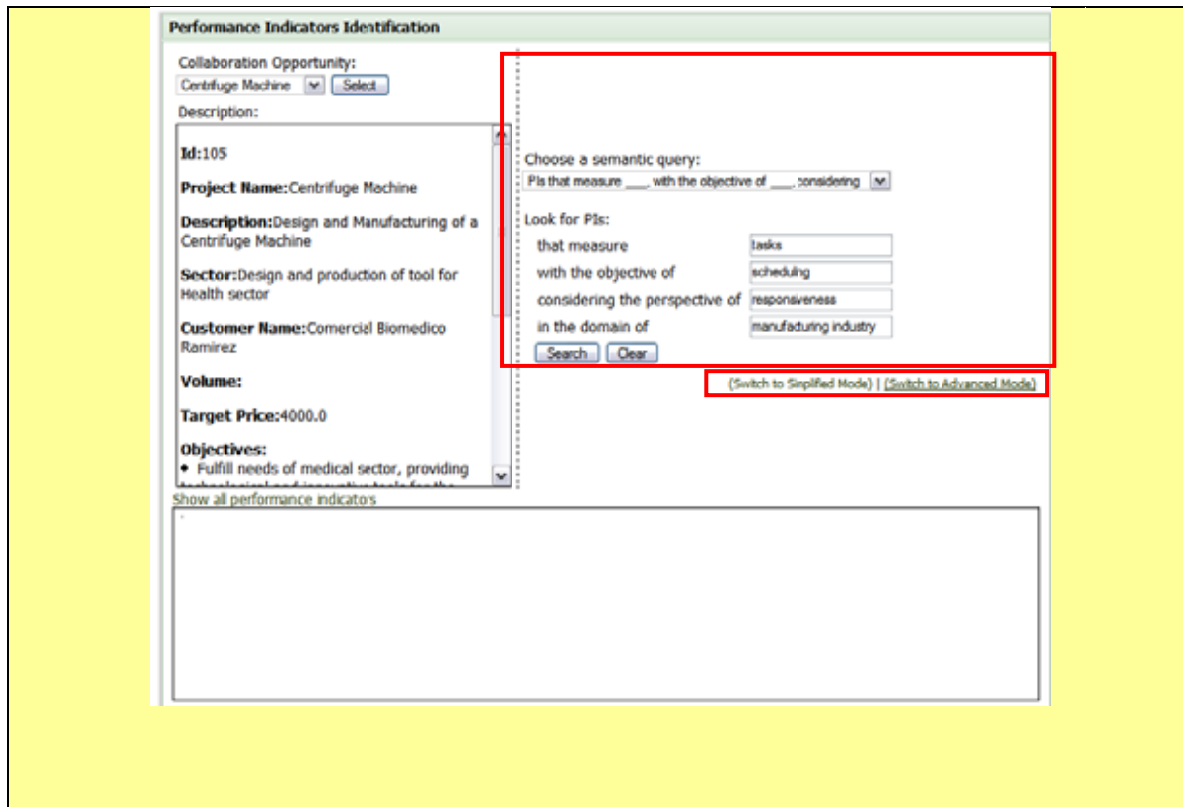 Performance Indicators Identification
Collaboration Opportunity:
Centrifuge Machine Select
Description:
Id:105
Project Name:Centrifuge Machine
Description:Design and Manufacturing of a
Centrifuge Machine
Sector:Design and production of tool for
Health sector
Customer Name:Comercial Biomedico
Ramirez
Volume:
Target Price:4000.0
Objectives:
• Fulfill needs of medical sector, providing
Choose a semantic query:
PIs that measure ___, with the objective of ___, considering
Look for PIs:
that measure tasks
with the objective of scheduling
considering the perspective of responsiveness
in the domain of manufacturing industry
Search Clear
(Switch to Simplified Mode) | (Switch to Advanced Mode)
Show all performance indicators